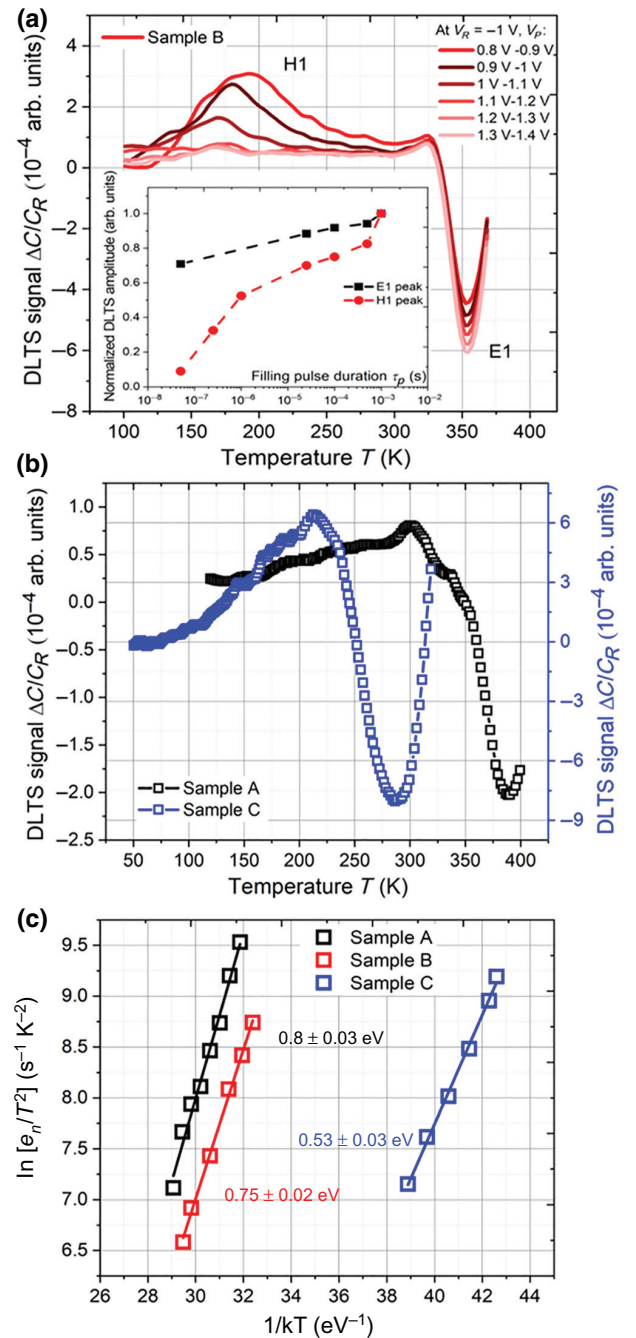 (a)
Sample B
H1
At V_R = −1 V, V_P:
0.8 V -0.9 V
0.9 V -1 V
1 V -1.1 V
1.1 V-1.2 V
1.2 V-1.3 V
1.3 V-1.4 V
4
2
0
−2
−4
−6
−8
DLTS signal ΔC/C_R (10⁻⁴ arb. units)
Normalized DLTS amplitude (arb. units)
1.0
0.8
0.6
0.4
0.2
0.0
E1 peak
H1 peak
Filling pulse duration τ_p (s)
10⁻⁸ 10⁻⁷ 10⁻⁶ 10⁻⁵ 10⁻⁴ 10⁻³ 10⁻²
E1
100 150 200 250 300 350 400
Temperature T (K)
(b)
DLTS signal ΔC/C_R (10⁻⁴ arb. units)
1.0
0.5
0.0
−0.5
−1.0
−1.5
−2.0
−2.5
6
3
0
−3
−6
−9
DLTS signal ΔC/C_R (10⁻⁴ arb. units)
Sample A
Sample C
50 100 150 200 250 300 350 400
Temperature T (K)
(c)
ln [e_n/T²] (s⁻¹ K⁻²)
9.5
9.0
8.5
8.0
7.5
7.0
6.5
Sample A
Sample B
Sample C
0.8 ± 0.03 eV
0.53 ± 0.03 eV
0.75 ± 0.02 eV
26 28 30 32 34 36 38 40 42 44
1/kT (eV⁻¹)